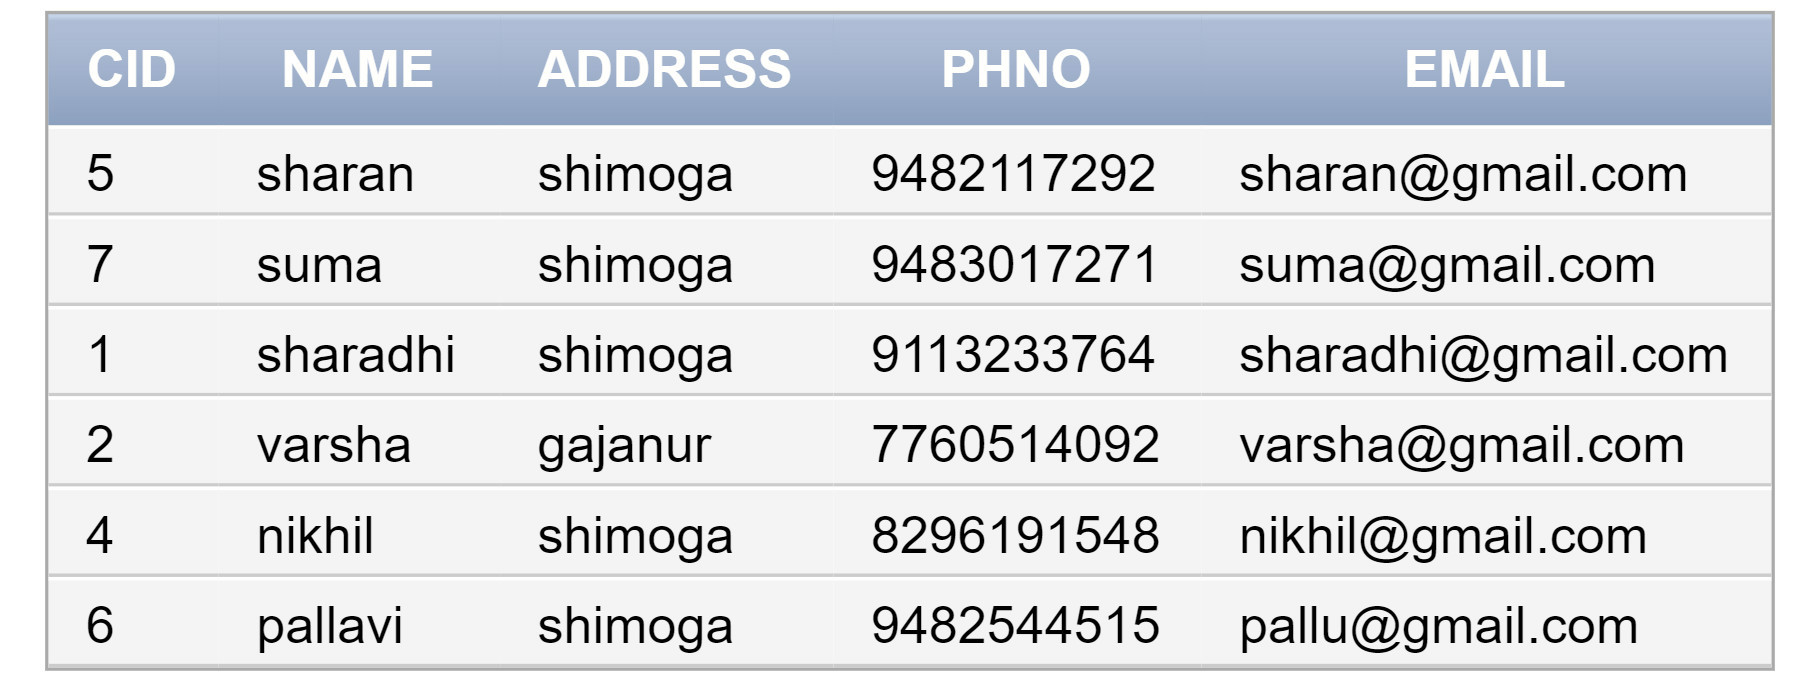 CID NAME ADDRESS PHNO EMAIL
5 sharan shimoga 9482117292 sharan@gmail.com
7 suma shimoga 9483017271 suma@gmail.com
1 sharadhi shimoga 9113233764 sharadhi@gmail.com
2 varsha gajanur 7760514092 varsha@gmail.com
4 nikhil shimoga 8296191548 nikhil@gmail.com
6 pallavi shimoga 9482544515 pallu@gmail.com